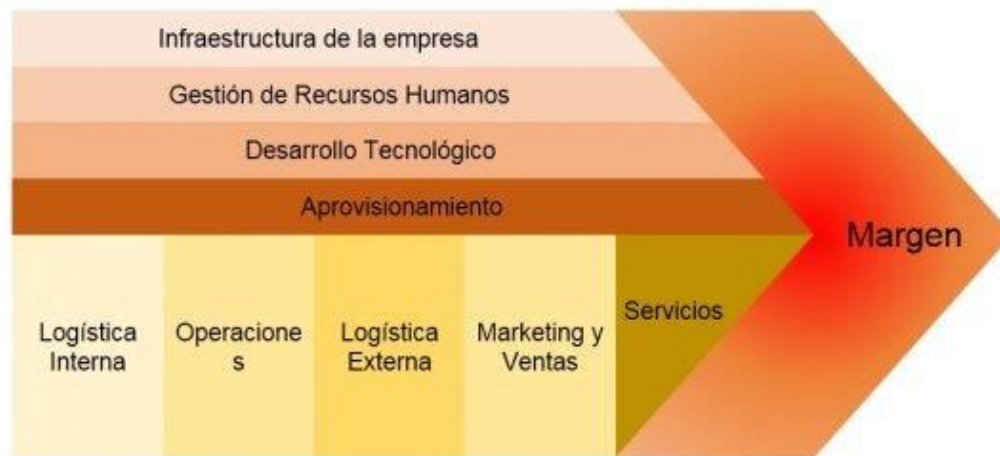 Infraestructura de la empresa
Gestión de Recursos Humanos
Desarrollo Tecnológico
Aprovisionamiento
Margen
Logística
Interna
Operacione
s
Logística
Externa
Marketing y
Ventas
Servicios